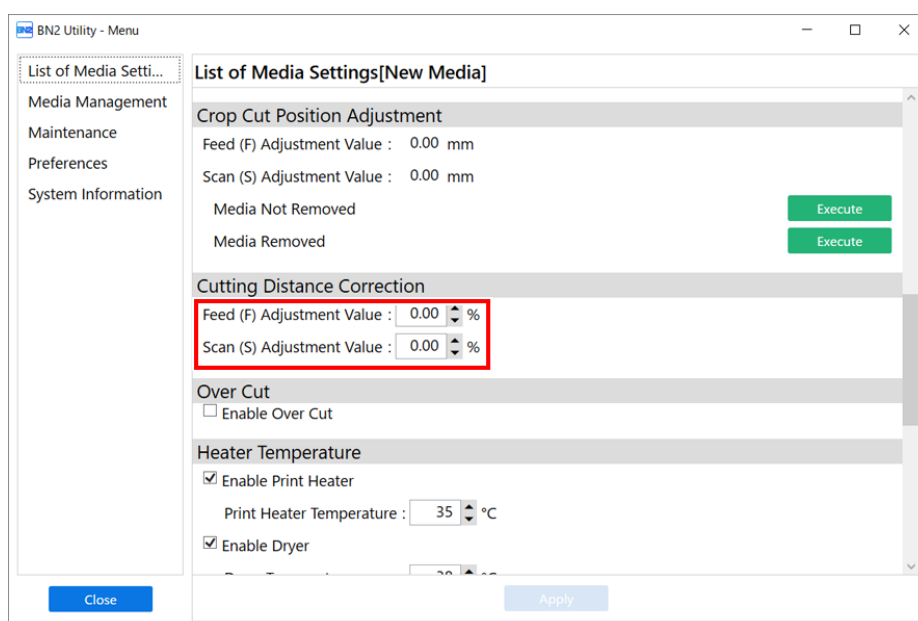 BN2 BN2 Utility - Menu
List of Media Setti...
Media Management
Maintenance
Preferences
System Information
Close
List of Media Settings[New Media]
Crop Cut Position Adjustment
Feed (F) Adjustment Value : 0.00 mm
Scan (S) Adjustment Value : 0.00 mm
Media Not Removed Execute
Media Removed Execute
Cutting Distance Correction
Feed (F) Adjustment Value : 0.00 %
Scan (S) Adjustment Value : 0.00 %
Over Cut
Enable Over Cut
Heater Temperature
Enable Print Heater
Print Heater Temperature : 35 °C
Enable Dryer
Apply